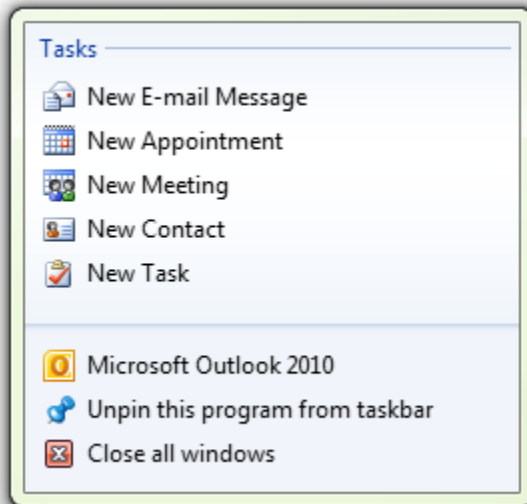 Tasks
New E-mail Message
New Appointment
New Meeting
New Contact
New Task
Microsoft Outlook 2010
Unpin this program from taskbar
Close all windows